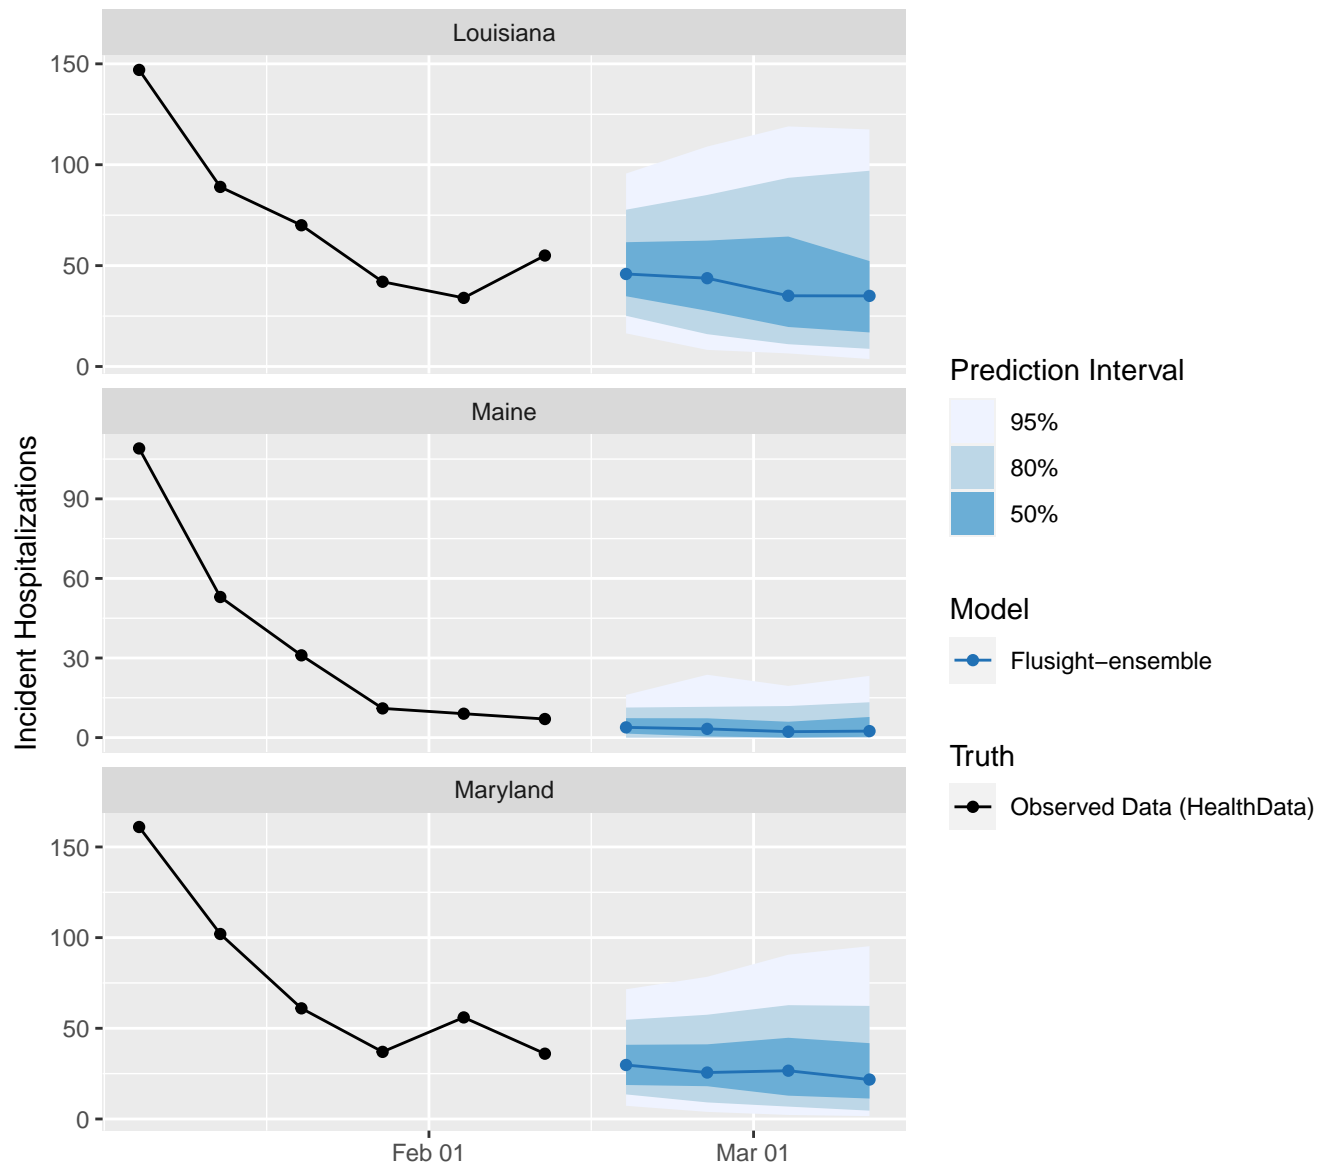 Louisiana
150
100
50
0
Maine
90
60
30
0
Maryland
150
100
50
0
Feb 01
Mar 01
Incident Hospitalizations
Prediction Interval
95%
80%
50%
Model
Flusight−ensemble
Truth
Observed Data (HealthData)